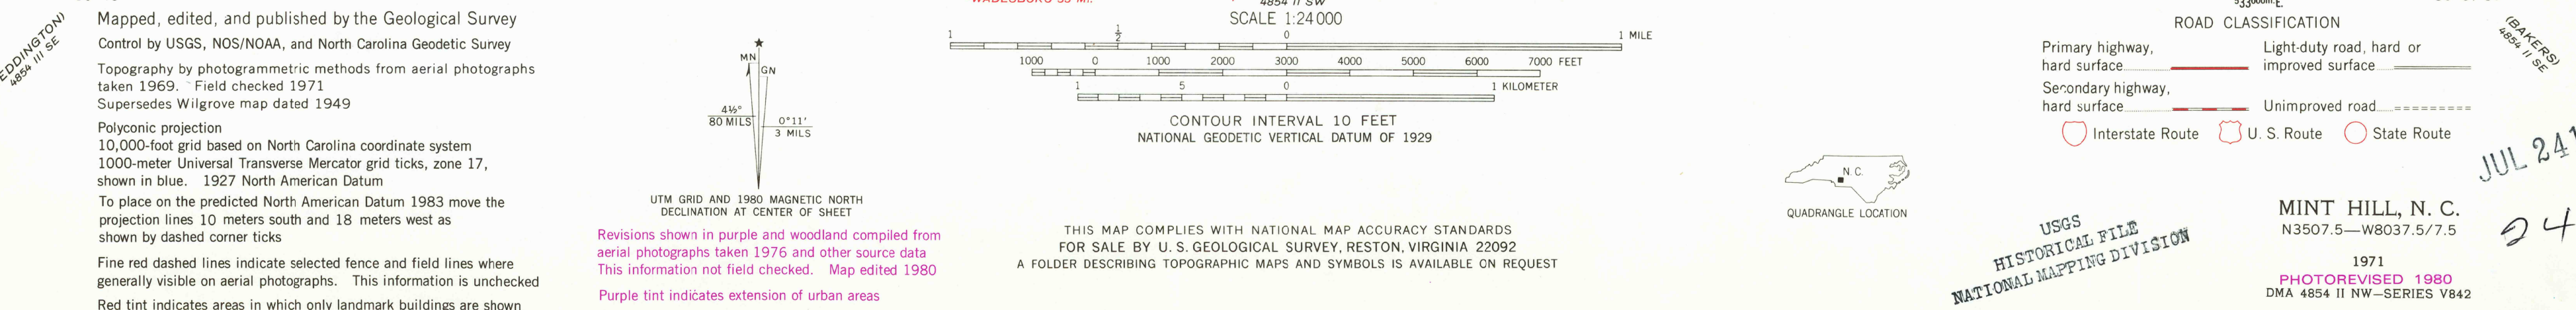 EDDINGTON)
4854 III SE
Mapped, edited, and published by the Geological Survey
Control by USGS, NOS/NOAA, and North Carolina Geodetic Survey
Topography by photogrammetric methods from aerial photographs
taken 1969. Field checked 1971
Supersedes Wilgrove map dated 1949
Polyconic projection
10,000-foot grid based on North Carolina coordinate system
1000-meter Universal Transverse Mercator grid ticks, zone 17,
shown in blue. 1927 North American Datum
To place on the predicted North American Datum 1983 move the
projection lines 10 meters south and 18 meters west as
shown by dashed corner ticks
Fine red dashed lines indicate selected fence and field lines where
generally visible on aerial photographs. This information is unchecked
Red tint indicates areas in which only landmark buildings are shown
MN
GN
4½°
80 MILS
0°11'
3 MILS
UTM GRID AND 1980 MAGNETIC NORTH
DECLINATION AT CENTER OF SHEET
Revisions shown in purple and woodland compiled from
aerial photographs taken 1976 and other source data
This information not field checked. Map edited 1980
Purple tint indicates extension of urban areas
4854 II SW
SCALE 1:24 000
1 ½ 0 1 MILE
1000 0 1000 2000 3000 4000 5000 6000 7000 FEET
1 5 0 1 KILOMETER
CONTOUR INTERVAL 10 FEET
NATIONAL GEODETIC VERTICAL DATUM OF 1929
THIS MAP COMPLIES WITH NATIONAL MAP ACCURACY STANDARDS
FOR SALE BY U. S. GEOLOGICAL SURVEY, RESTON, VIRGINIA 22092
A FOLDER DESCRIBING TOPOGRAPHIC MAPS AND SYMBOLS IS AVAILABLE ON REQUEST
N. C.
QUADRANGLE LOCATION
ROAD CLASSIFICATION
Primary highway,
hard surface
Light-duty road, hard or
improved surface
Secondary highway,
hard surface
Unimproved road
Interstate Route
U. S. Route
State Route
(BAKERS)
4854 II SE
JUL 24 1
USGS
HISTORICAL FILE
NATIONAL MAPPING DIVISION
MINT HILL, N. C.
N3507.5—W8037.5/7.5
24
1971
PHOTOREVISED 1980
DMA 4854 II NW—SERIES V842